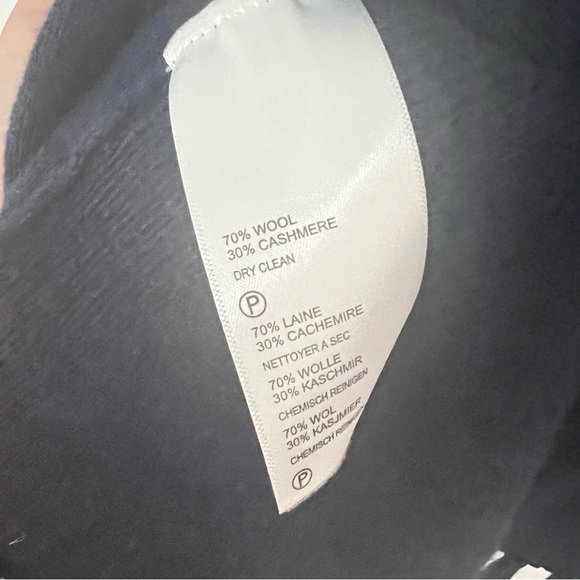 70% WOOL
30% CASHMERE
DRY CLEAN
P
70% LAINE
30% CACHEMIRE
NETTOYER A SEC
70% WOLLE
30% KASCHMIR
CHEMISCH REINIGEN
70% WOL
30% KASJMIER
CHEMISCH
P